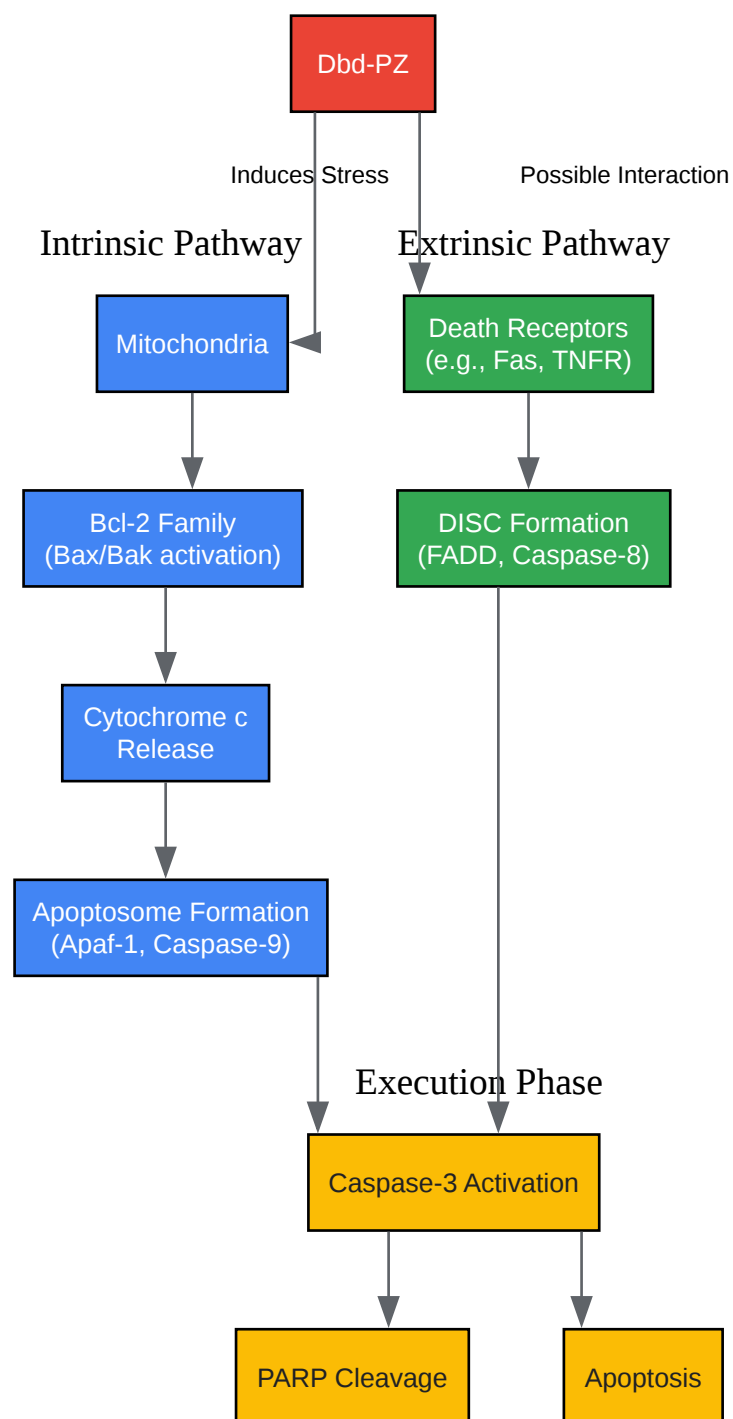 Dbd-PZ
Induces Stress
Possible Interaction
Intrinsic Pathway
Extrinsic Pathway
Mitochondria
Death Receptors
(e.g., Fas, TNFR)
Bcl-2 Family
(Bax/Bak activation)
DISC Formation
(FADD, Caspase-8)
Cytochrome c
Release
Apoptosome Formation
(Apaf-1, Caspase-9)
Execution Phase
Caspase-3 Activation
PARP Cleavage
Apoptosis